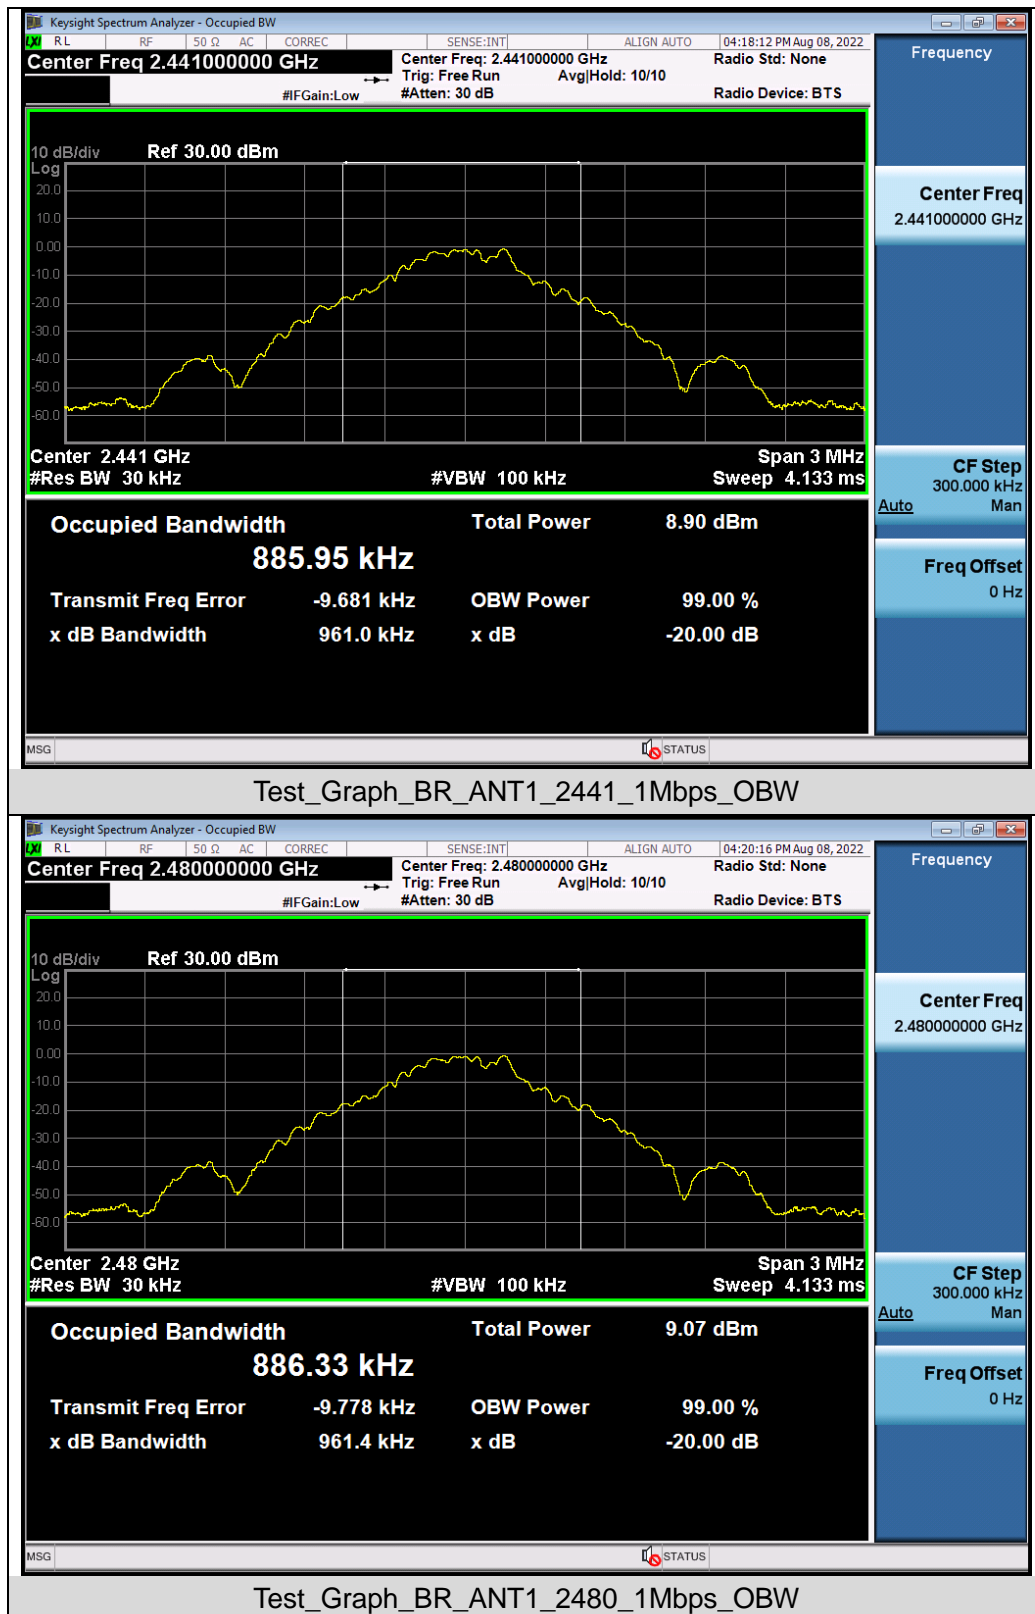 Keysight Spectrum Analyzer - Occupied BW
LXI RL RF 50 Ω AC CORREC SENSE:INT ALIGN AUTO 04:18:12 PM Aug 08, 2022
Center Freq 2.441000000 GHz Center Freq: 2.441000000 GHz Radio Std: None
Trig: Free Run Avg|Hold: 10/10
#IFGain:Low #Atten: 30 dB Radio Device: BTS
Frequency
10 dB/div Ref 30.00 dBm
Log
20.0
10.0
0.00
-10.0
-20.0
-30.0
-40.0
-50.0
-60.0
Center 2.441 GHz Span 3 MHz
#Res BW 30 kHz #VBW 100 kHz Sweep 4.133 ms
Center Freq
2.441000000 GHz
CF Step
300.000 kHz
Auto Man
Freq Offset
0 Hz
Occupied Bandwidth Total Power 8.90 dBm
885.95 kHz
Transmit Freq Error -9.681 kHz OBW Power 99.00 %
x dB Bandwidth 961.0 kHz x dB -20.00 dB
MSG STATUS
Test_Graph_BR_ANT1_2441_1Mbps_OBW
Keysight Spectrum Analyzer - Occupied BW
LXI RL RF 50 Ω AC CORREC SENSE:INT ALIGN AUTO 04:20:16 PM Aug 08, 2022
Center Freq 2.480000000 GHz Center Freq: 2.480000000 GHz Radio Std: None
Trig: Free Run Avg|Hold: 10/10
#IFGain:Low #Atten: 30 dB Radio Device: BTS
Frequency
10 dB/div Ref 30.00 dBm
Log
20.0
10.0
0.00
-10.0
-20.0
-30.0
-40.0
-50.0
-60.0
Center 2.48 GHz Span 3 MHz
#Res BW 30 kHz #VBW 100 kHz Sweep 4.133 ms
Center Freq
2.480000000 GHz
CF Step
300.000 kHz
Auto Man
Freq Offset
0 Hz
Occupied Bandwidth Total Power 9.07 dBm
886.33 kHz
Transmit Freq Error -9.778 kHz OBW Power 99.00 %
x dB Bandwidth 961.4 kHz x dB -20.00 dB
MSG STATUS
Test_Graph_BR_ANT1_2480_1Mbps_OBW